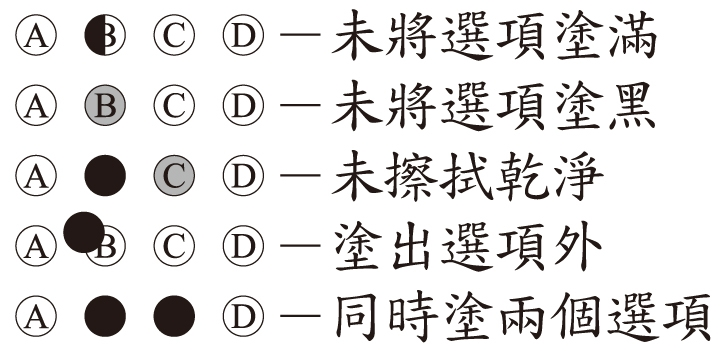 Ⓐ Ⓑ Ⓒ Ⓓ — 未將選項塗滿
Ⓐ Ⓑ Ⓒ Ⓓ — 未將選項塗黑
Ⓐ ● Ⓒ Ⓓ — 未擦拭乾淨
Ⓐ Ⓑ Ⓒ Ⓓ — 塗出選項外
Ⓐ ● ● Ⓓ — 同時塗兩個選項